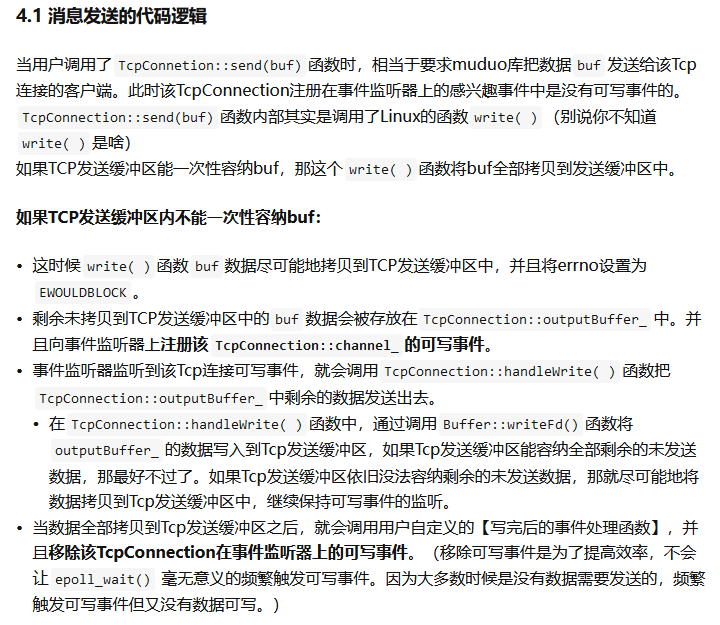 4.1 消息发送的代码逻辑
当用户调用了 TcpConnetion::send(buf) 函数时，相当于要求muduo库把数据 buf 发送给该Tcp
连接的客户端。此时该TcpConnection注册在事件监听器上的感兴趣事件中是没有可写事件的。
TcpConnection::send(buf) 函数内部其实是调用了Linux的函数 write( ) （别说你不知道
write( ) 是啥）
如果TCP发送缓冲区能一次性容纳buf，那这个 write( ) 函数将buf全部拷贝到发送缓冲区中。
如果TCP发送缓冲区内不能一次性容纳buf：
• 这时候 write( ) 函数 buf 数据尽可能地拷贝到TCP发送缓冲区中，并且将errno设置为
EWOULDBLOCK 。
• 剩余未拷贝到TCP发送缓冲区中的 buf 数据会被存放在 TcpConnection::outputBuffer_ 中。并
且向事件监听器上注册该 TcpConnection::channel_ 的可写事件。
• 事件监听器监听到该Tcp连接可写事件，就会调用 TcpConnection::handleWrite( ) 函数把
TcpConnection::outputBuffer_ 中剩余的数据发送出去。
• 在 TcpConnection::handleWrite( ) 函数中，通过调用 Buffer::writeFd() 函数将
outputBuffer_ 的数据写入到Tcp发送缓冲区，如果Tcp发送缓冲区能容纳全部剩余的未发送
数据，那最好不过了。如果Tcp发送缓冲区依旧没法容纳剩余的未发送数据，那就尽可能地将
数据拷贝到Tcp发送缓冲区中，继续保持可写事件的监听。
• 当数据全部拷贝到Tcp发送缓冲区之后，就会调用用户自定义的【写完后的事件处理函数】，并
且移除该TcpConnection在事件监听器上的可写事件。（移除可写事件是为了提高效率，不会
让 epoll_wait() 毫无意义的频繁触发可写事件。因为大多数时候是没有数据需要发送的，频繁
触发可写事件但又没有数据可写。）